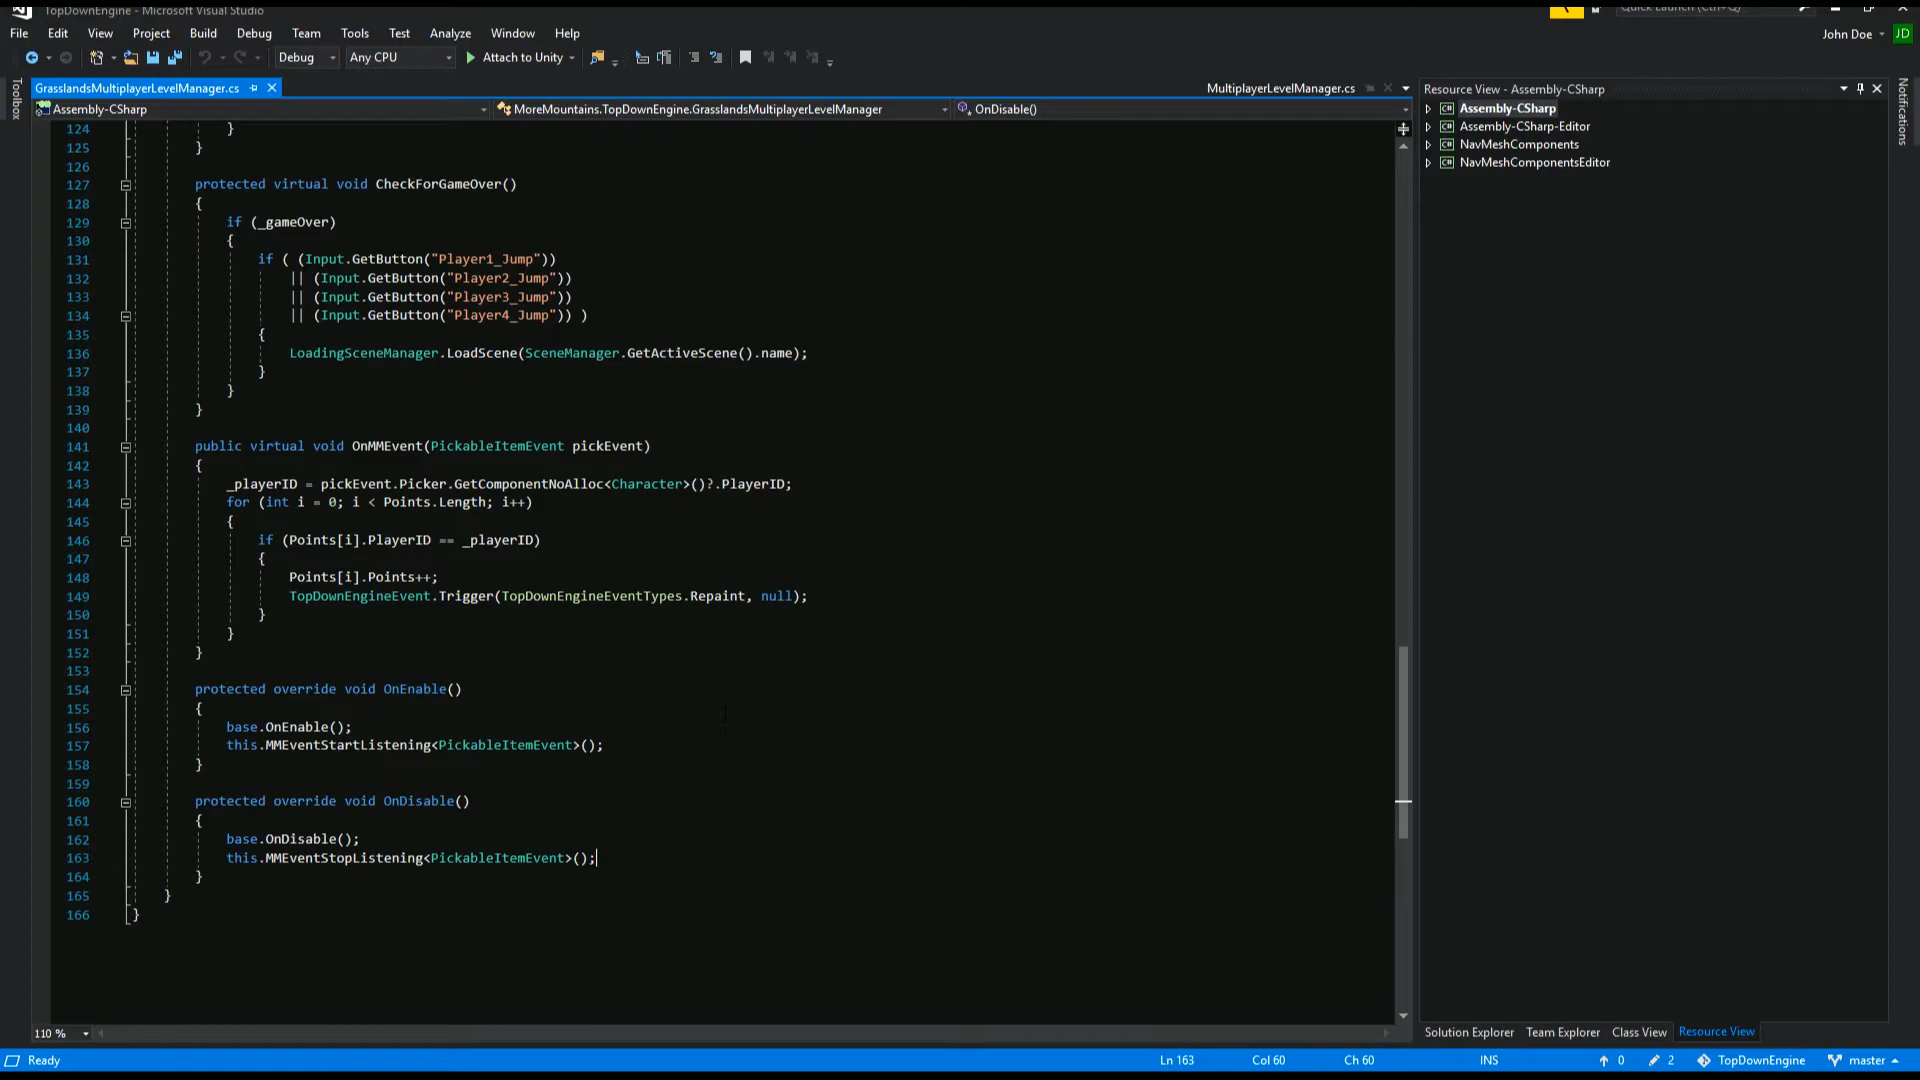 TopDownEngine - Microsoft Visual Studio
Quick Launch (Ctrl+Q)
File Edit View Project Build Debug Team Tools Test Analyze Window Help
John Doe
JD
Debug
Any CPU
Attach to Unity
Toolbox
GrasslandsMultiplayerLevelManager.cs
MultiplayerLevelManager.cs
Assembly-CSharp
MoreMountains.TopDownEngine.GrasslandsMultiplayerLevelManager
OnDisable()
124 }
125 }
126
127 protected virtual void CheckForGameOver()
128 {
129 if (_gameOver)
130 {
131 if ( (Input.GetButton("Player1_Jump"))
132 || (Input.GetButton("Player2_Jump"))
133 || (Input.GetButton("Player3_Jump"))
134 || (Input.GetButton("Player4_Jump")) )
135 {
136 LoadingSceneManager.LoadScene(SceneManager.GetActiveScene().name);
137 }
138 }
139 }
140
141 public virtual void OnMMEvent(PickableItemEvent pickEvent)
142 {
143 _playerID = pickEvent.Picker.GetComponentNoAlloc<Character>()?.PlayerID;
144 for (int i = 0; i < Points.Length; i++)
145 {
146 if (Points[i].PlayerID == _playerID)
147 {
148 Points[i].Points++;
149 TopDownEngineEvent.Trigger(TopDownEngineEventTypes.Repaint, null);
150 }
151 }
152 }
153
154 protected override void OnEnable()
155 {
156 base.OnEnable();
157 this.MMEventStartListening<PickableItemEvent>();
158 }
159
160 protected override void OnDisable()
161 {
162 base.OnDisable();
163 this.MMEventStopListening<PickableItemEvent>();
164 }
165 }
166 }
110 %
Resource View - Assembly-CSharp
Assembly-CSharp
Assembly-CSharp-Editor
NavMeshComponents
NavMeshComponentsEditor
Notifications
Solution Explorer Team Explorer Class View Resource View
Ready
Ln 163 Col 60 Ch 60 INS 0 2 TopDownEngine master